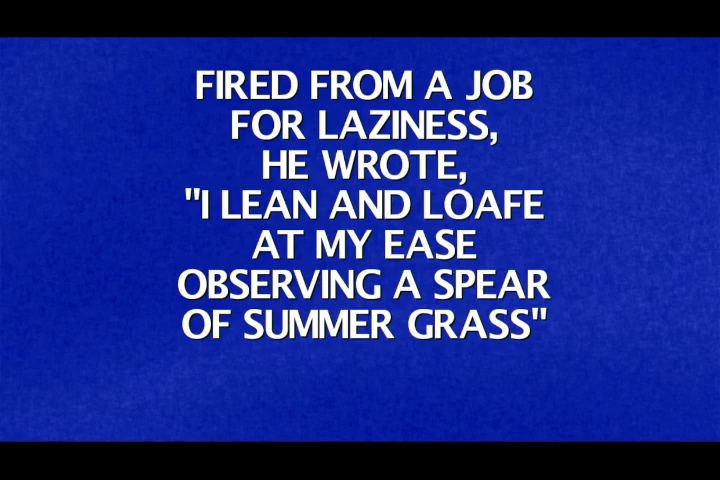 FIRED FROM A JOB
FOR LAZINESS,
HE WROTE,
"I LEAN AND LOAFE
AT MY EASE
OBSERVING A SPEAR
OF SUMMER GRASS"